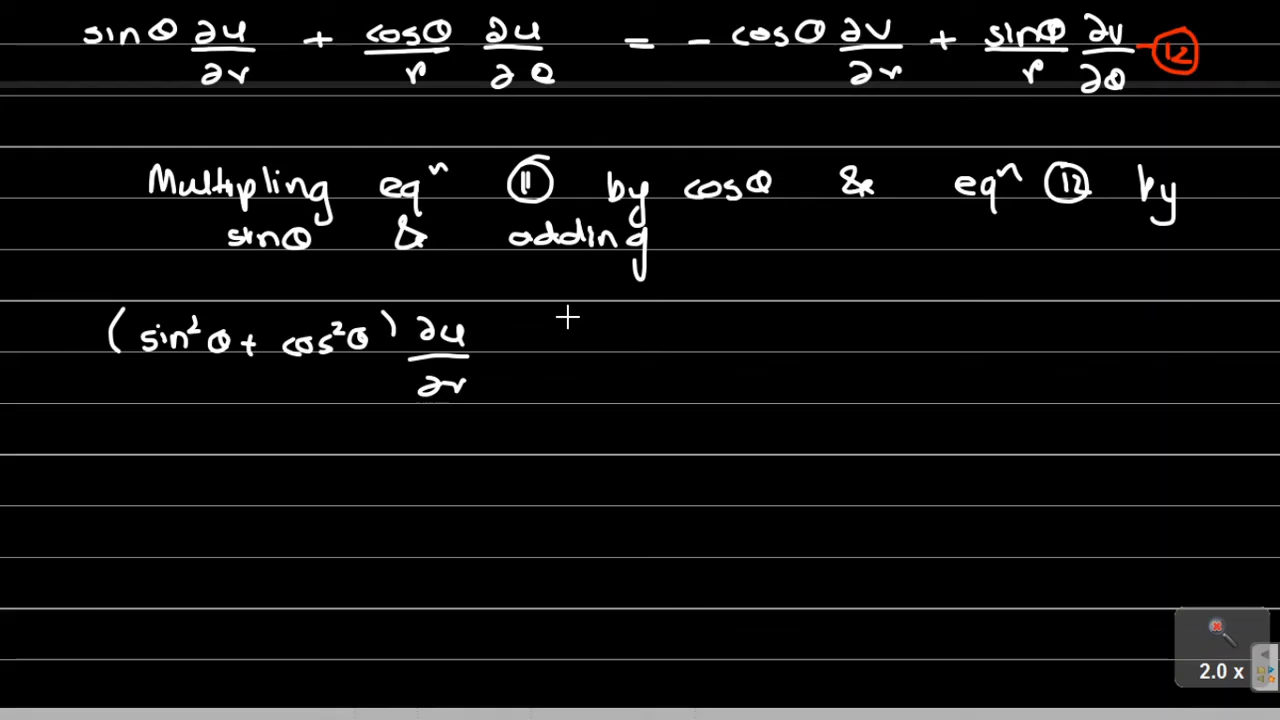 sinθ ∂u/∂r + cosθ/r ∂u/∂θ = - cosθ ∂v/∂r + sinθ/r ∂v/∂θ - 12
Multipling eqⁿ 11 by cosθ & eqⁿ 12 by
sinθ & adding
(sin²θ + cos²θ) ∂u/∂r
2.0 x